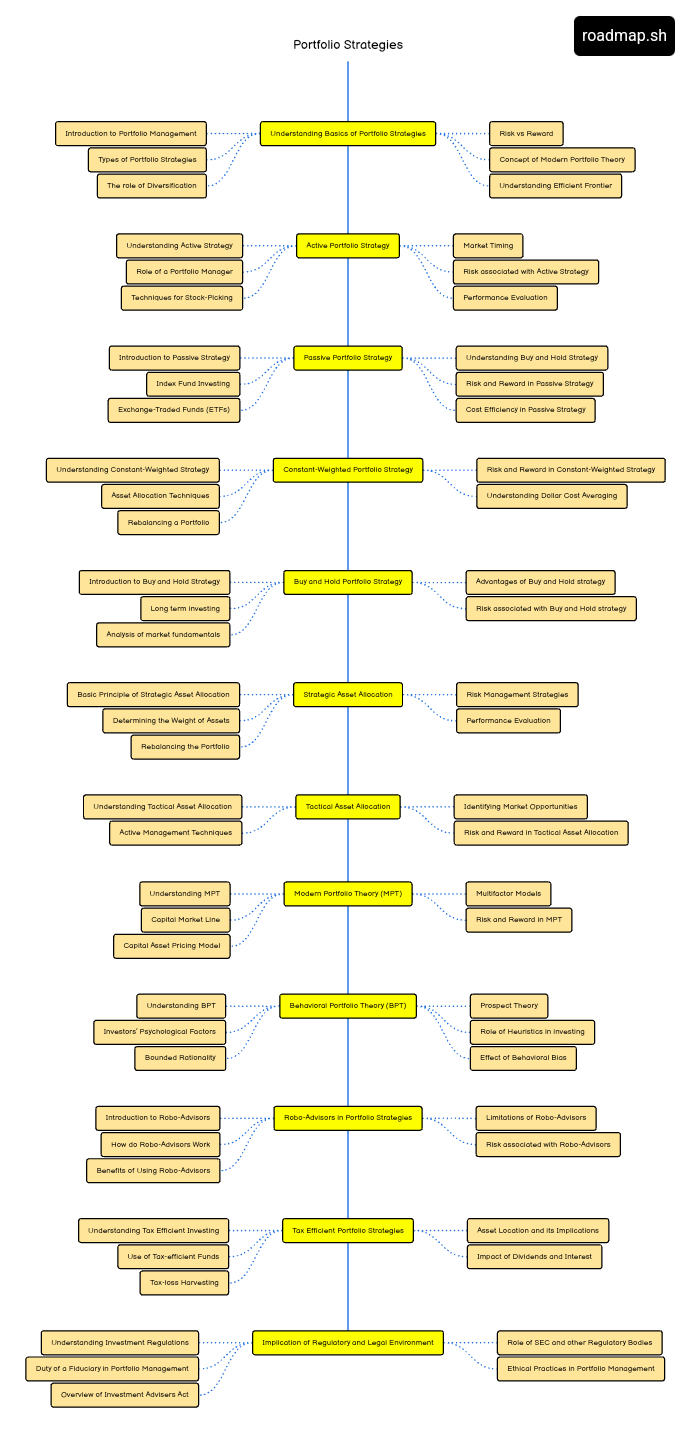 roadmap.sh
Portfolio Strategies
Introduction to Portfolio Management
Understanding Basics of Portfolio Strategies
Risk vs Reward
Types of Portfolio Strategies
Concept of Modern Portfolio Theory
The role of Diversification
Understanding Efficient Frontier
Understanding Active Strategy
Active Portfolio Strategy
Market Timing
Role of a Portfolio Manager
Risk associated with Active Strategy
Techniques for Stock-Picking
Performance Evaluation
Introduction to Passive Strategy
Passive Portfolio Strategy
Understanding Buy and Hold Strategy
Index Fund Investing
Risk and Reward in Passive Strategy
Exchange-Traded Funds (ETFs)
Cost Efficiency in Passive Strategy
Understanding Constant-Weighted Strategy
Constant-Weighted Portfolio Strategy
Risk and Reward in Constant-Weighted Strategy
Asset Allocation Techniques
Understanding Dollar Cost Averaging
Rebalancing a Portfolio
Introduction to Buy and Hold Strategy
Buy and Hold Portfolio Strategy
Advantages of Buy and Hold strategy
Long term investing
Risk associated with Buy and Hold strategy
Analysis of market fundamentals
Basic Principle of Strategic Asset Allocation
Strategic Asset Allocation
Risk Management Strategies
Determining the Weight of Assets
Performance Evaluation
Rebalancing the Portfolio
Understanding Tactical Asset Allocation
Tactical Asset Allocation
Identifying Market Opportunities
Active Management Techniques
Risk and Reward in Tactical Asset Allocation
Understanding MPT
Modern Portfolio Theory (MPT)
Multifactor Models
Capital Market Line
Risk and Reward in MPT
Capital Asset Pricing Model
Understanding BPT
Behavioral Portfolio Theory (BPT)
Prospect Theory
Investors' Psychological Factors
Role of Heuristics in investing
Bounded Rationality
Effect of Behavioral Bias
Introduction to Robo-Advisors
Robo-Advisors in Portfolio Strategies
Limitations of Robo-Advisors
How do Robo-Advisors Work
Risk associated with Robo-Advisors
Benefits of Using Robo-Advisors
Understanding Tax Efficient Investing
Tax Efficient Portfolio Strategies
Asset Location and its Implications
Use of Tax-efficient Funds
Impact of Dividends and Interest
Tax-loss Harvesting
Understanding Investment Regulations
Implication of Regulatory and Legal Environment
Role of SEC and other Regulatory Bodies
Duty of a Fiduciary in Portfolio Management
Ethical Practices in Portfolio Management
Overview of Investment Advisers Act